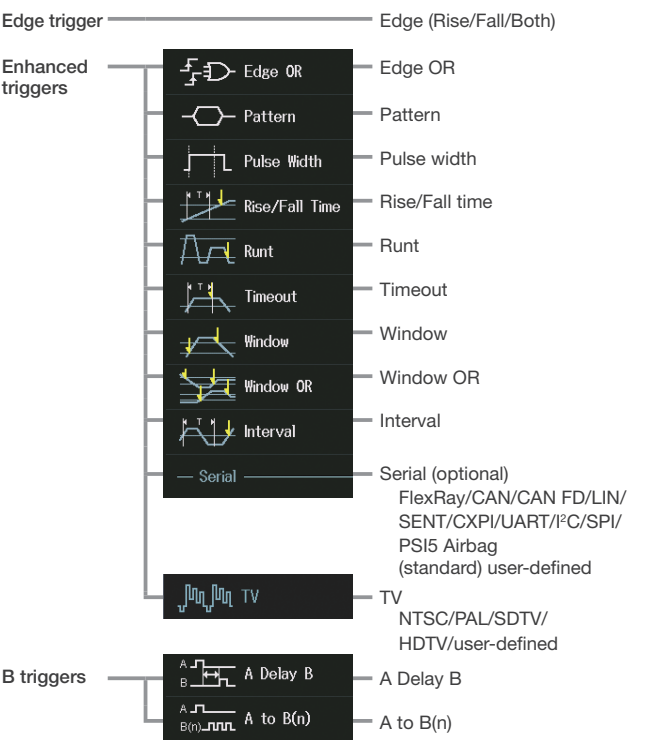 Edge trigger
Edge (Rise/Fall/Both)
Enhanced
triggers
Edge OR
Edge OR
Pattern
Pattern
Pulse Width
Pulse width
T
Rise/Fall Time
Rise/Fall time
Runt
Runt
T
Timeout
Timeout
Window
Window
Window OR
Window OR
T
Interval
Interval
Serial
Serial (optional)
FlexRay/CAN/CAN FD/LIN/
SENT/CXPI/UART/I²C/SPI/
PSI5 Airbag
(standard) user-defined
TV
TV
NTSC/PAL/SDTV/
HDTV/user-defined
B triggers
A
B
A Delay B
A Delay B
A
B(n)
A to B(n)
A to B(n)